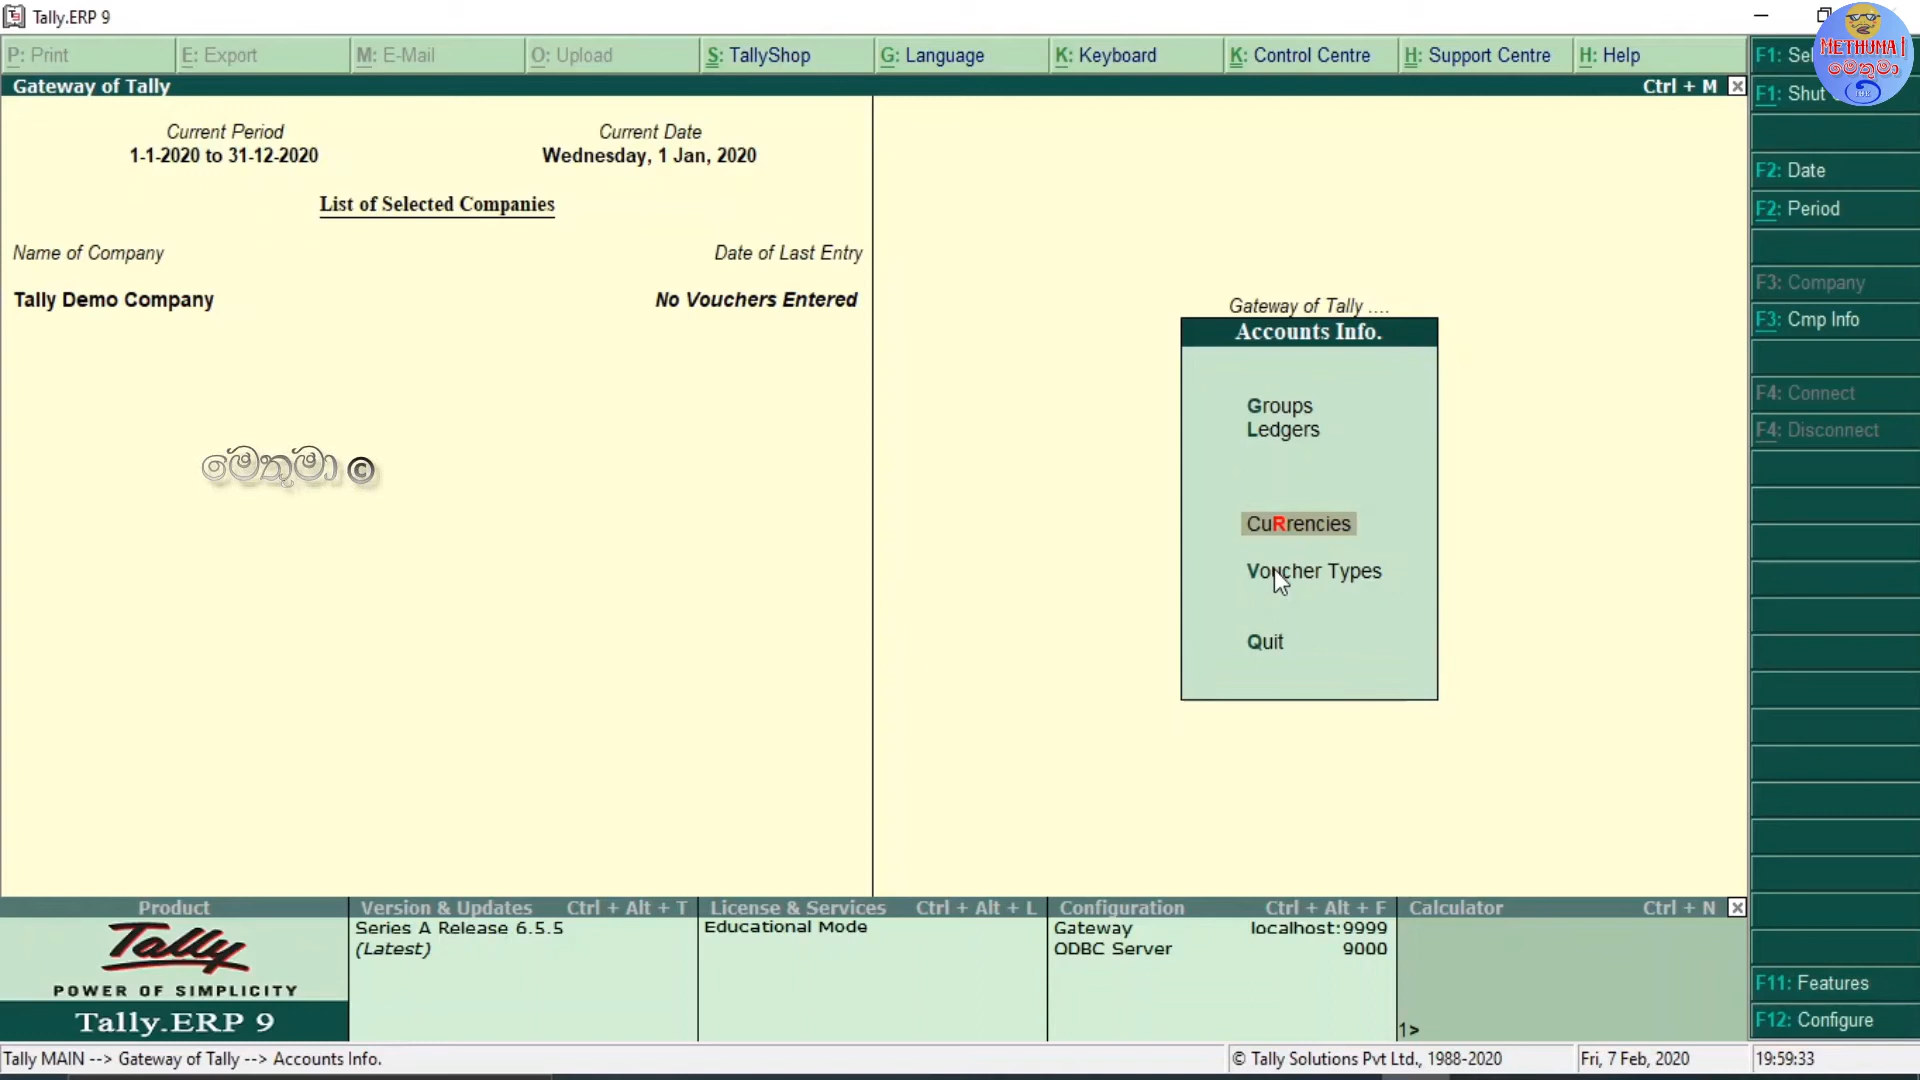 Tally.ERP 9
P: Print
E: Export
M: E-Mail
O: Upload
S: TallyShop
G: Language
K: Keyboard
K: Control Centre
H: Support Centre
H: Help
METHUMA
මෙතුමා
Gateway of Tally
Ctrl + M
Current Period
1-1-2020 to 31-12-2020
Current Date
Wednesday, 1 Jan, 2020
List of Selected Companies
Name of Company
Date of Last Entry
Tally Demo Company
No Vouchers Entered
මෙතුමා ©
Gateway of Tally ....
Accounts Info.
Groups
Ledgers
CuRrencies
Voucher Types
Quit
F1:
F1: Shut
F2: Date
F2: Period
F3: Company
F3: Cmp Info
F4: Connect
F4: Disconnect
F11: Features
F12: Configure
Product
Tally
POWER OF SIMPLICITY
Tally.ERP 9
Version & Updates Ctrl + Alt + T
Series A Release 6.5.5
(Latest)
License & Services Ctrl + Alt + L
Educational Mode
Configuration Ctrl + Alt + F
Gateway localhost:9999
ODBC Server 9000
Calculator Ctrl + N
1>
Tally MAIN --> Gateway of Tally --> Accounts Info.
© Tally Solutions Pvt Ltd., 1988-2020
Fri, 7 Feb, 2020
19:59:33